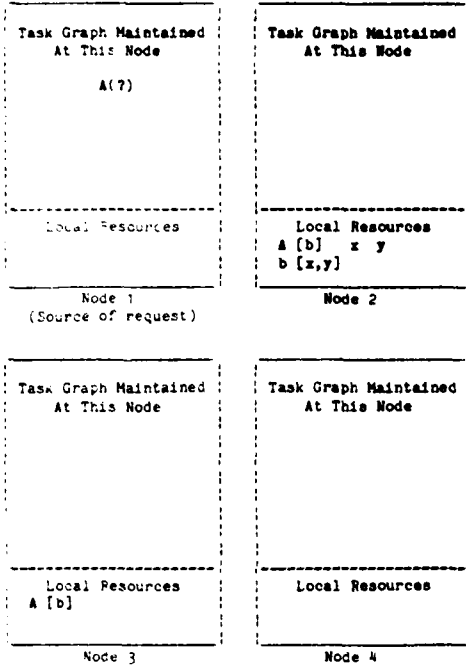 Task Graph Maintained
At This Node
A(?)
Local Resources
Node 1
(Source of request)
Task Graph Maintained
At This Node
Local Resources
A [b] x y
b [x,y]
Node 2
Task Graph Maintained
At This Node
Local Resources
A [b]
Node 3
Task Graph Maintained
At This Node
Local Resources
Node 4